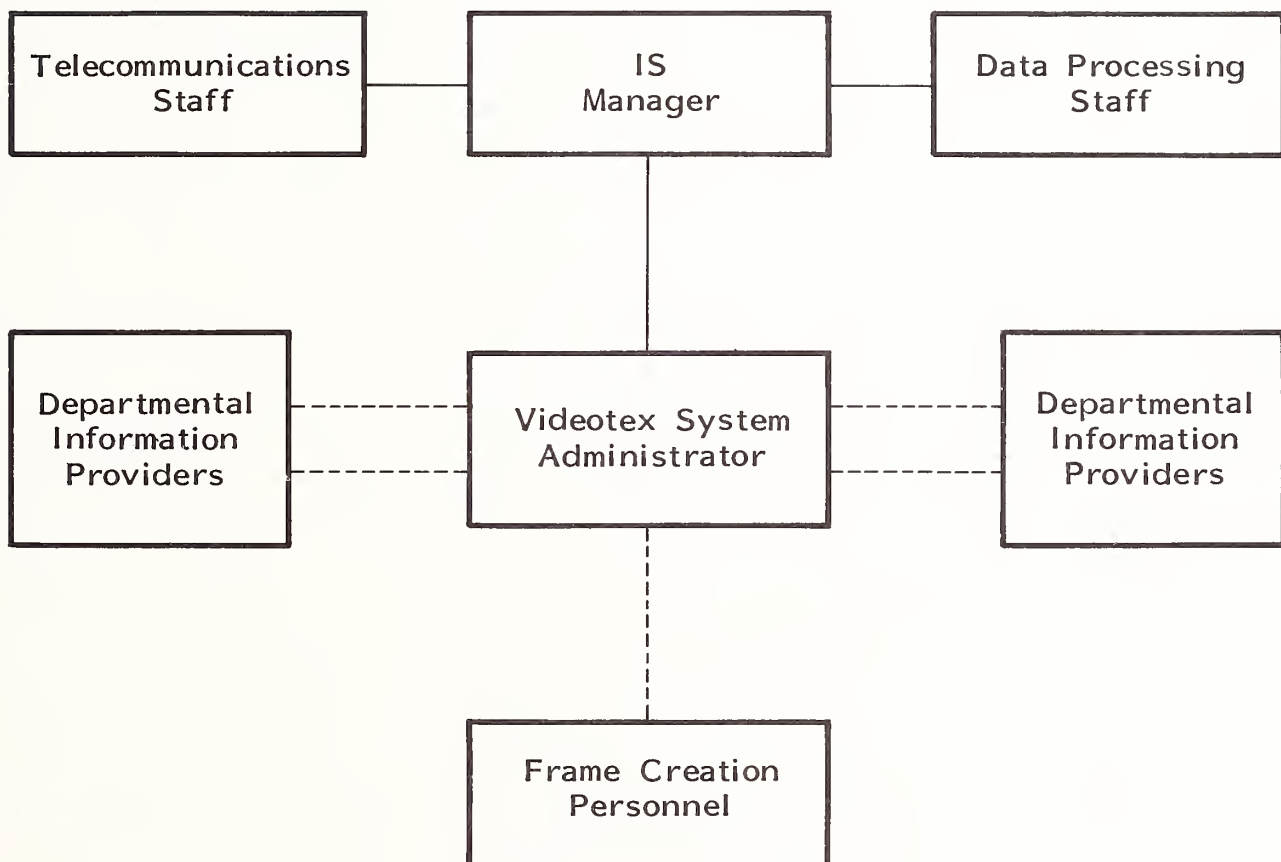 Telecommunications
Staff
IS
Manager
Data Processing
Staff
Departmental
Information
Providers
Videotex System
Administrator
Departmental
Information
Providers
Frame Creation
Personnel